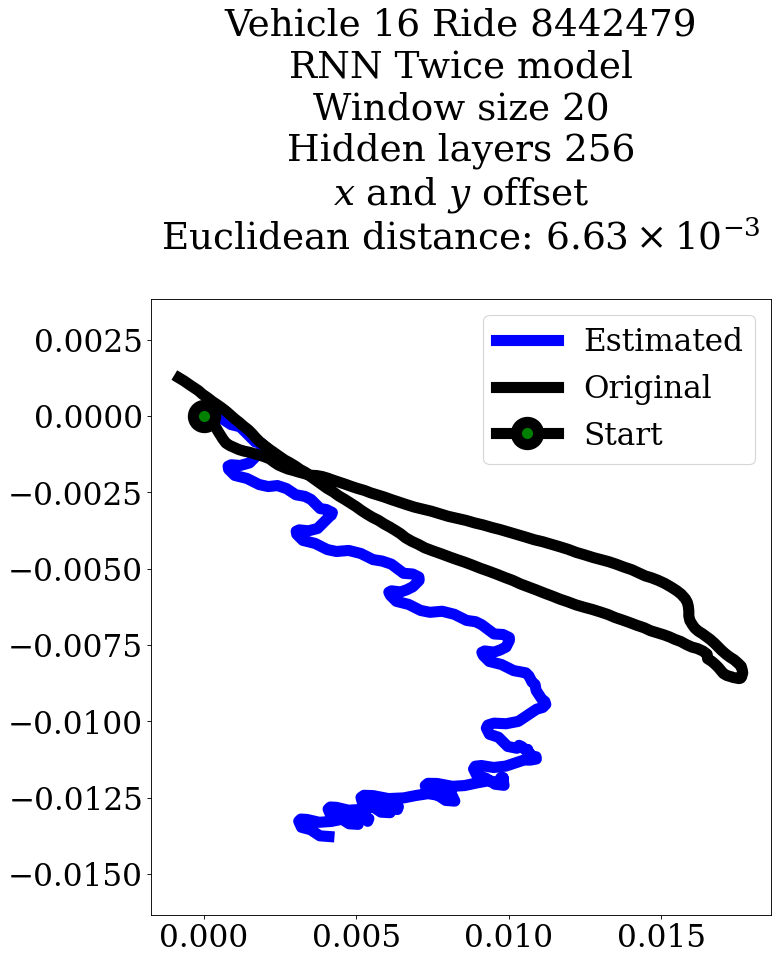 Vehicle 16 Ride 8442479
RNN Twice model
Window size 20
Hidden layers 256
x and y offset
Euclidean distance: 6.63 × 10⁻³
Estimated
Original
Start
0.0025
0.0000
−0.0025
−0.0050
−0.0075
−0.0100
−0.0125
−0.0150
0.000 0.005 0.010 0.015